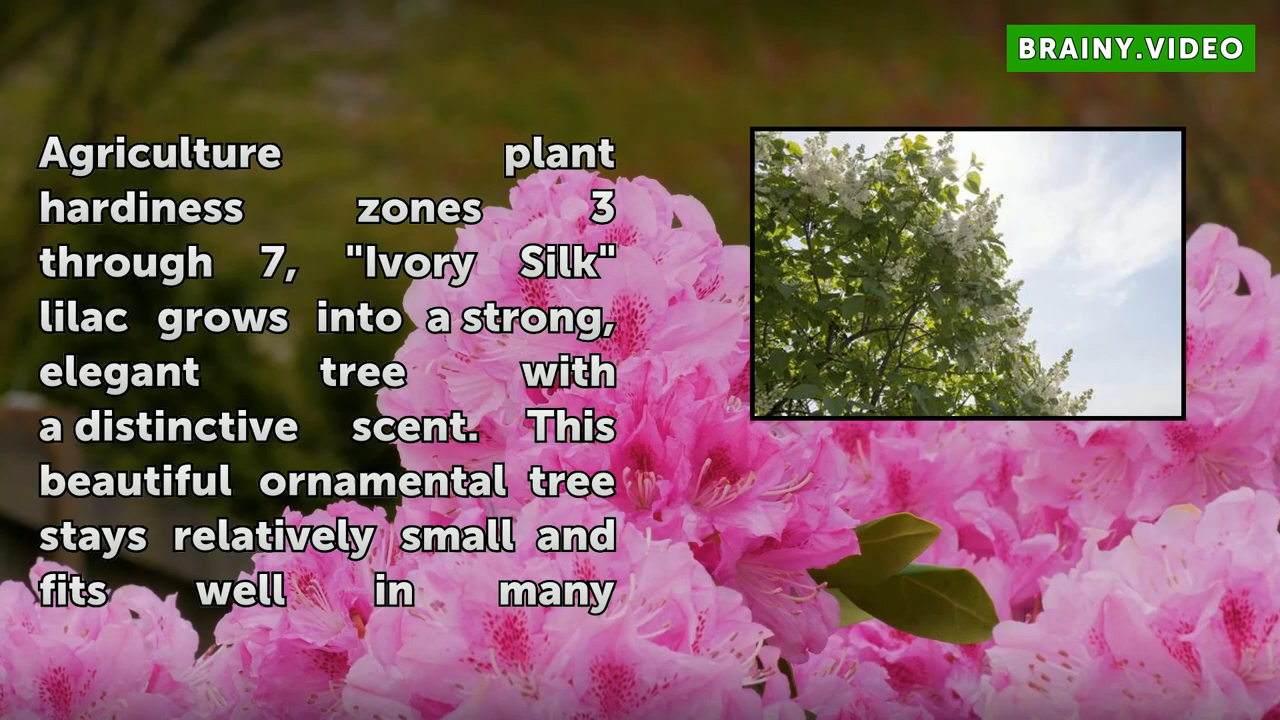 BRAINY.VIDEO
Agriculture plant
hardiness zones 3
through 7, "Ivory Silk"
lilac grows into a strong,
elegant tree with
a distinctive scent. This
beautiful ornamental tree
stays relatively small and
fits well in many